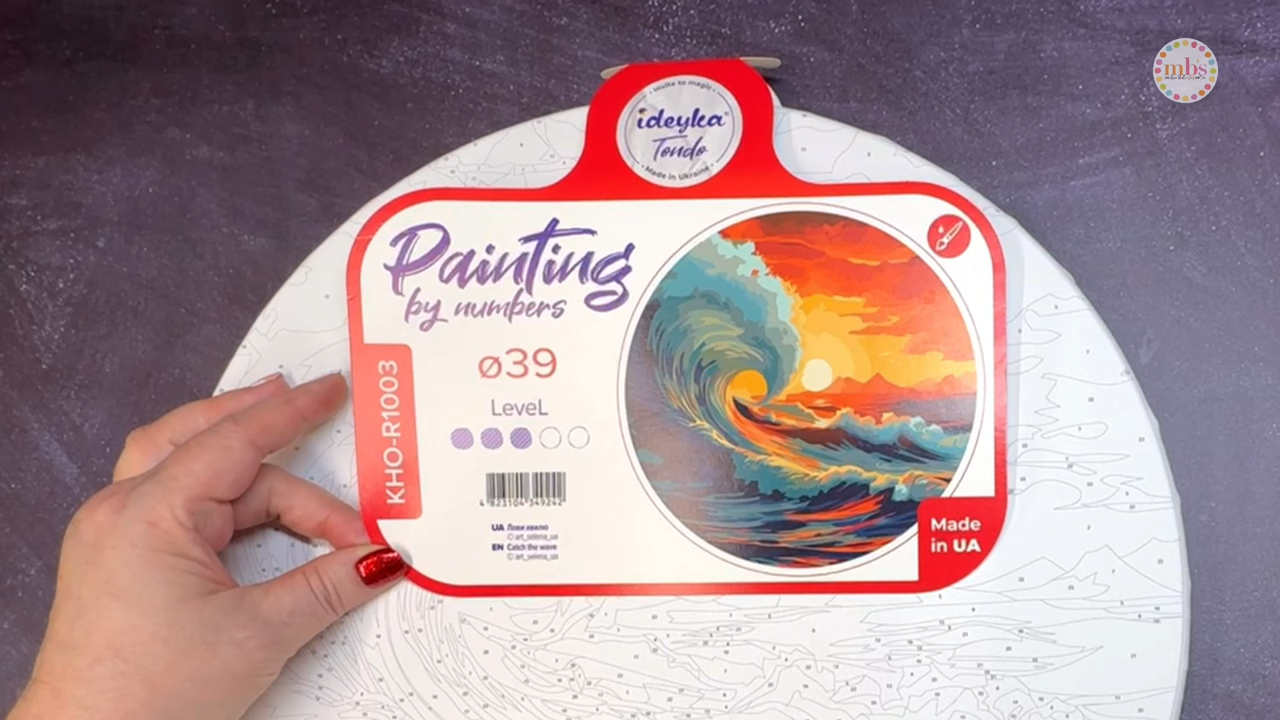 mbs
invite to magic
ideyka
Tondo
Made in Ukraine
Painting
by numbers
KHO-R1003
ø39
LeveL
4 823104 349242
UA Лови хвилю
© art_selena_ua
EN Catch the wave
© art_selena_ua
Made
in UA